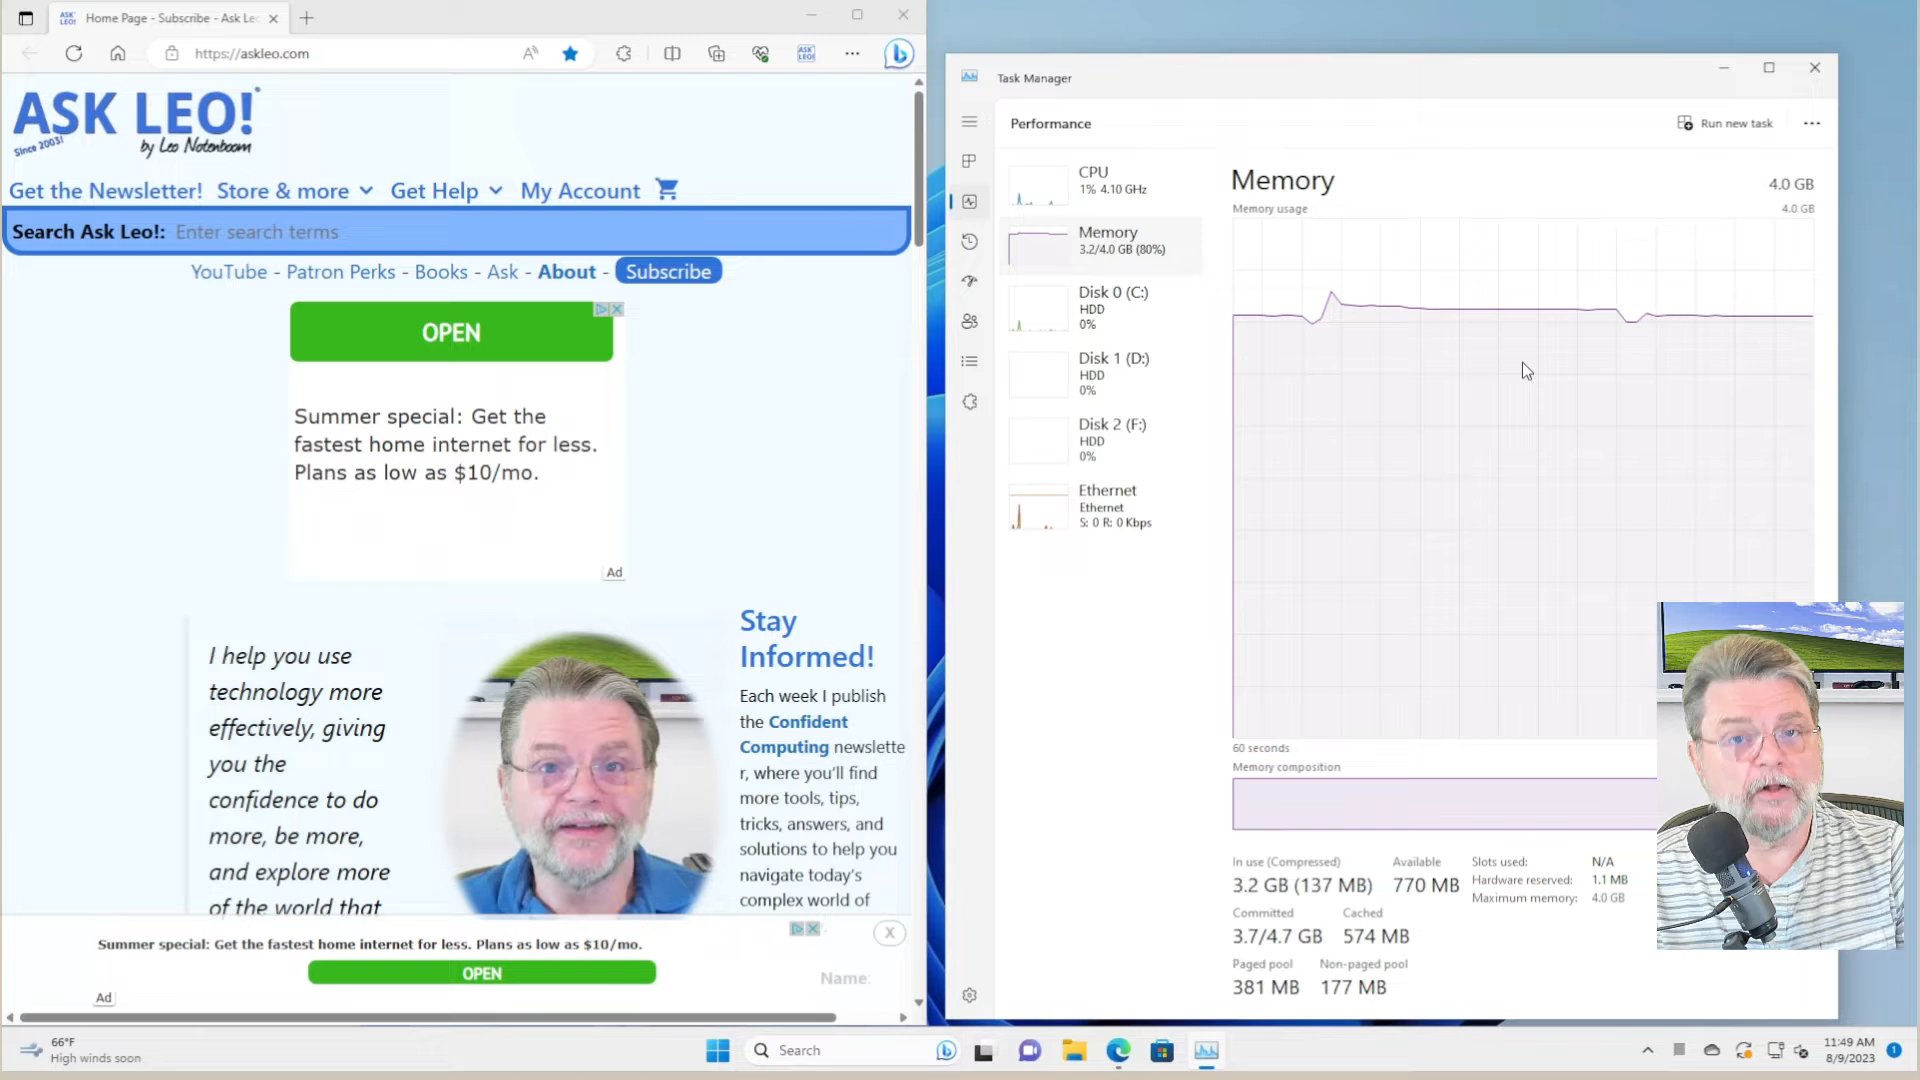 Home Page - Subscribe - Ask Le
https://askleo.com
ASK LEO!
Since 2003!
by Leo Notenboom
Get the Newsletter! Store & more Get Help My Account
Search Ask Leo!: Enter search terms
YouTube - Patron Perks - Books - Ask - About - Subscribe
OPEN
Summer special: Get the
fastest home internet for less.
Plans as low as $10/mo.
Ad
I help you use
technology more
effectively, giving
you the
confidence to do
more, be more,
and explore more
of the world that
Stay
Informed!
Each week I publish
the Confident
Computing newslette
r, where you'll find
more tools, tips,
tricks, answers, and
solutions to help you
navigate today's
complex world of
X
Summer special: Get the fastest home internet for less. Plans as low as $10/mo.
OPEN
Name:
Ad
Task Manager
Performance
Run new task
CPU
1% 4.10 GHz
Memory
3.2/4.0 GB (80%)
Disk 0 (C:)
HDD
0%
Disk 1 (D:)
HDD
0%
Disk 2 (F:)
HDD
0%
Ethernet
Ethernet
S: 0 R: 0 Kbps
Memory 4.0 GB
Memory usage 4.0 GB
60 seconds
Memory composition
In use (Compressed) Available Slots used: N/A
3.2 GB (137 MB) 770 MB Hardware reserved: 1.1 MB
Maximum memory: 4.0 GB
Committed Cached
3.7/4.7 GB 574 MB
Paged pool Non-paged pool
381 MB 177 MB
66°F
High winds soon
Search
11:49 AM
8/9/2023
1